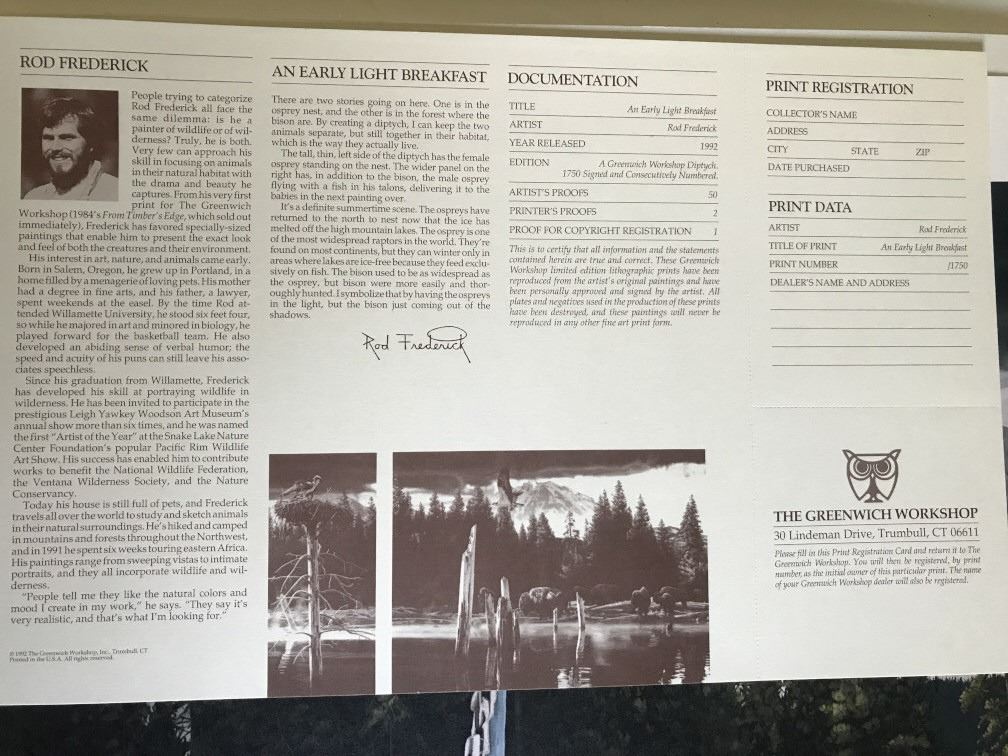 ROD FREDERICK
People trying to categorize
Rod Frederick all face the
same dilemma: is he a
painter of wildlife or of wil-
derness? Truly, he is both.
Very few can approach his
skill in focusing on animals
in their natural habitat with
the drama and beauty he
captures. From his very first
print for The Greenwich
Workshop (1984's From Timber's Edge, which sold out
immediately), Frederick has favored specially-sized
paintings that enable him to present the exact look
and feel of both the creatures and their environment.
His interest in art, nature, and animals came early.
Born in Salem, Oregon, he grew up in Portland, in a
home filled by a menagerie of loving pets. His mother
had a degree in fine arts, and his father, a lawyer,
spent weekends at the easel. By the time Rod at-
tended Willamette University, he stood six feet four,
so while he majored in art and minored in biology, he
played forward for the basketball team. He also
developed an abiding sense of verbal humor; the
speed and acuity of his puns can still leave his asso-
ciates speechless.
Since his graduation from Willamette, Frederick
has developed his skill at portraying wildlife in
wilderness. He has been invited to participate in the
prestigious Leigh Yawkey Woodson Art Museum's
annual show more than six times, and he was named
the first "Artist of the Year" at the Snake Lake Nature
Center Foundation's popular Pacific Rim Wildlife
Art Show. His success has enabled him to contribute
works to benefit the National Wildlife Federation,
the Ventana Wilderness Society, and the Nature
Conservancy.
Today his house is still full of pets, and Frederick
travels all over the world to study and sketch animals
in their natural surroundings. He's hiked and camped
in mountains and forests throughout the Northwest,
and in 1991 he spent six weeks touring eastern Africa.
His paintings range from sweeping vistas to intimate
portraits, and they all incorporate wildlife and wil-
derness.
"People tell me they like the natural colors and
mood I create in my work," he says. "They say it's
very realistic, and that's what I'm looking for."
© 1992 The Greenwich Workshop, Inc., Trumbull, CT
Printed in the U.S.A. All rights reserved.
AN EARLY LIGHT BREAKFAST
There are two stories going on here. One is in the
osprey nest, and the other is in the forest where the
bison are. By creating a diptych, I can keep the two
animals separate, but still together in their habitat,
which is the way they actually live.
The tall, thin, left side of the diptych has the female
osprey standing on the nest. The wider panel on the
right has, in addition to the bison, the male osprey
flying with a fish in his talons, delivering it to the
babies in the next painting over.
It's a definite summertime scene. The ospreys have
returned to the north to nest now that the ice has
melted off the high mountain lakes. The osprey is one
of the most widespread raptors in the world. They're
found on most continents, but they can winter only in
areas where lakes are ice-free because they feed exclu-
sively on fish. The bison used to be as widespread as
the osprey, but bison were more easily and thor-
oughly hunted. I symbolize that by having the ospreys
in the light, but the bison just coming out of the
shadows.
Rod Frederick
DOCUMENTATION
TITLE An Early Light Breakfast
ARTIST Rod Frederick
YEAR RELEASED 1992
EDITION A Greenwich Workshop Diptych.
1750 Signed and Consecutively Numbered.
ARTIST'S PROOFS 50
PRINTER'S PROOFS 2
PROOF FOR COPYRIGHT REGISTRATION 1
This is to certify that all information and the statements
contained herein are true and correct. These Greenwich
Workshop limited edition lithographic prints have been
reproduced from the artist's original paintings and have
been personally approved and signed by the artist. All
plates and negatives used in the production of these prints
have been destroyed, and these paintings will never be
reproduced in any other fine art print form.
PRINT REGISTRATION
COLLECTOR'S NAME
ADDRESS
CITY STATE ZIP
DATE PURCHASED
PRINT DATA
ARTIST Rod Frederick
TITLE OF PRINT An Early Light Breakfast
PRINT NUMBER /1750
DEALER'S NAME AND ADDRESS
THE GREENWICH WORKSHOP
30 Lindeman Drive, Trumbull, CT 06611
Please fill in this Print Registration Card and return it to The
Greenwich Workshop. You will then be registered, by print
number, as the initial owner of this particular print. The name
of your Greenwich Workshop dealer will also be registered.